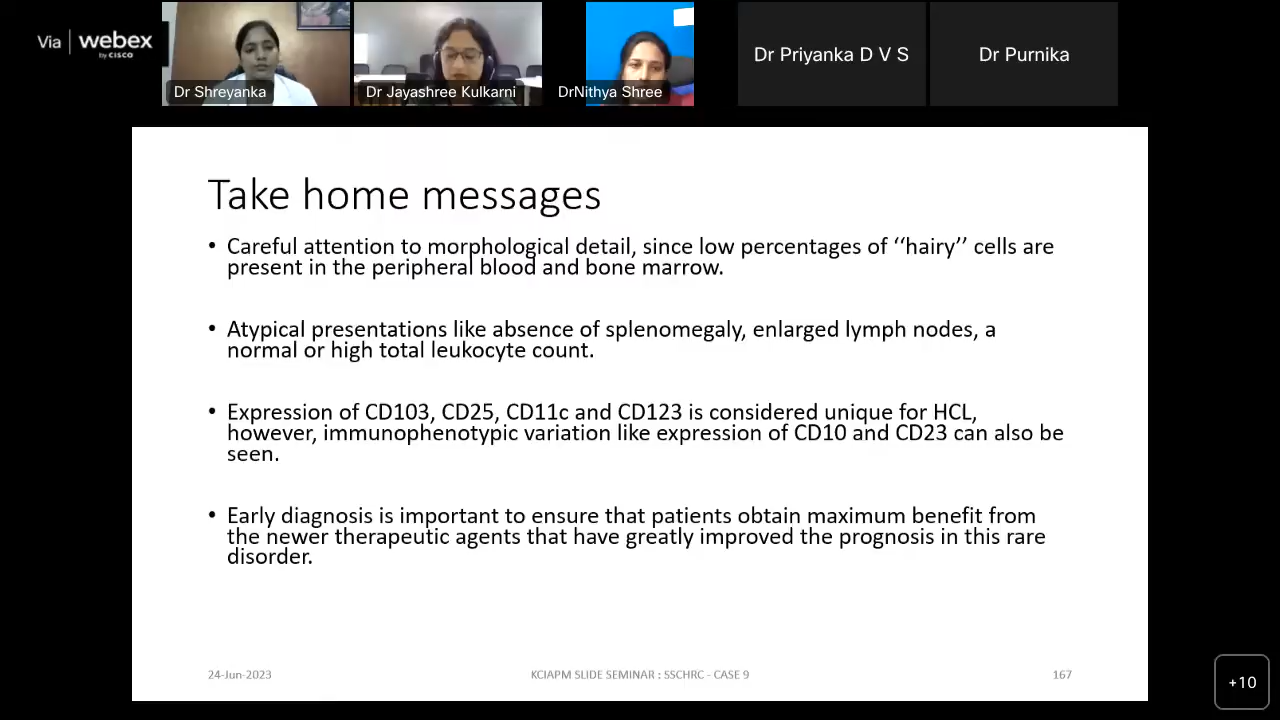 Via | webex
by CISCO
Dr Shreyanka
Dr Jayashree Kulkarni
DrNithya Shree
Dr Priyanka D V S
Dr Purnika
Take home messages
• Careful attention to morphological detail, since low percentages of ‘‘hairy’’ cells are
present in the peripheral blood and bone marrow.
• Atypical presentations like absence of splenomegaly, enlarged lymph nodes, a
normal or high total leukocyte count.
• Expression of CD103, CD25, CD11c and CD123 is considered unique for HCL,
however, immunophenotypic variation like expression of CD10 and CD23 can also be
seen.
• Early diagnosis is important to ensure that patients obtain maximum benefit from
the newer therapeutic agents that have greatly improved the prognosis in this rare
disorder.
24-Jun-2023
KCIAPM SLIDE SEMINAR : SSCHRC - CASE 9
167
+10